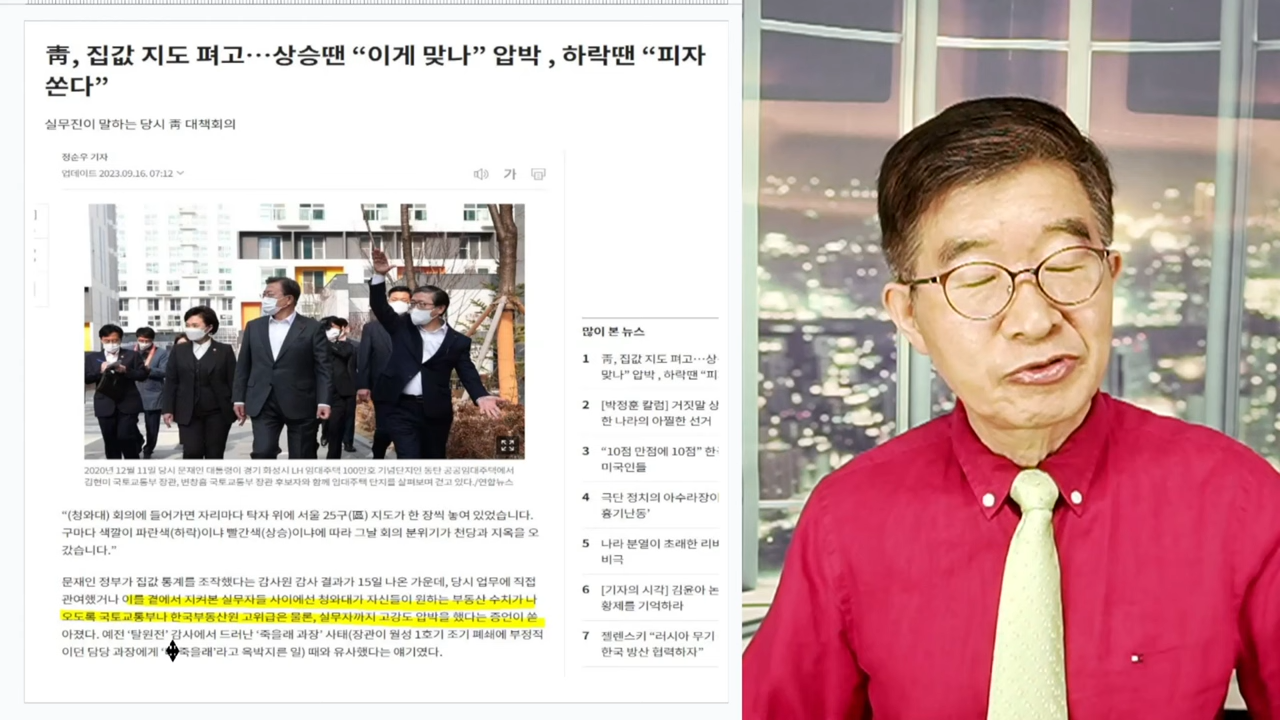 靑, 집값 지도 펴고…상승땐 “이게 맞나” 압박 , 하락땐 “피자
쏜다”
실무진이 말하는 당시 靑 대책회의
정순우 기자
업데이트 2023.09.16. 07:12
가
2020년 12월 11일 당시 문재인 대통령이 경기 화성시 LH 임대주택 100만호 기념단지인 동탄 공공임대주택에서
김현미 국토교통부 장관, 변창흠 국토교통부 장관 후보자와 함께 임대주택 단지를 살펴보며 걷고 있다./연합뉴스
“(청와대) 회의에 들어가면 자리마다 탁자 위에 서울 25구(區) 지도가 한 장씩 놓여 있었습니다.
구마다 색깔이 파란색(하락)이냐 빨간색(상승)이냐에 따라 그날 회의 분위기가 천당과 지옥을 오
갔습니다.”
문재인 정부가 집값 통계를 조작했다는 감사원 감사 결과가 15일 나온 가운데, 당시 업무에 직접
관여했거나 이를 곁에서 지켜본 실무자들 사이에선 청와대가 자신들이 원하는 부동산 수치가 나
오도록 국토교통부나 한국부동산원 고위급은 물론, 실무자까지 고강도 압박을 했다는 증언이 쏟
아졌다. 예전 ‘탈원전’ 감사에서 드러난 ‘죽을래 과장’ 사태(장관이 월성 1호기 조기 폐쇄에 부정적
이던 담당 과장에게 죽을래’라고 윽박지른 일) 때와 유사했다는 얘기였다.
많이 본 뉴스
1 靑, 집값 지도 펴고…상
맞나” 압박 , 하락땐 “피
2 [박정훈 칼럼] 거짓말 상
한 나라의 아찔한 선거
3 “10점 만점에 10점” 한
미국인들
4 극단 정치의 아수라장이
흉기난동’
5 나라 분열이 초래한 리비
비극
6 [기자의 시각] 김윤아 논
황제를 기억하라
7 젤렌스키 “러시아 무기
한국 방산 협력하자”